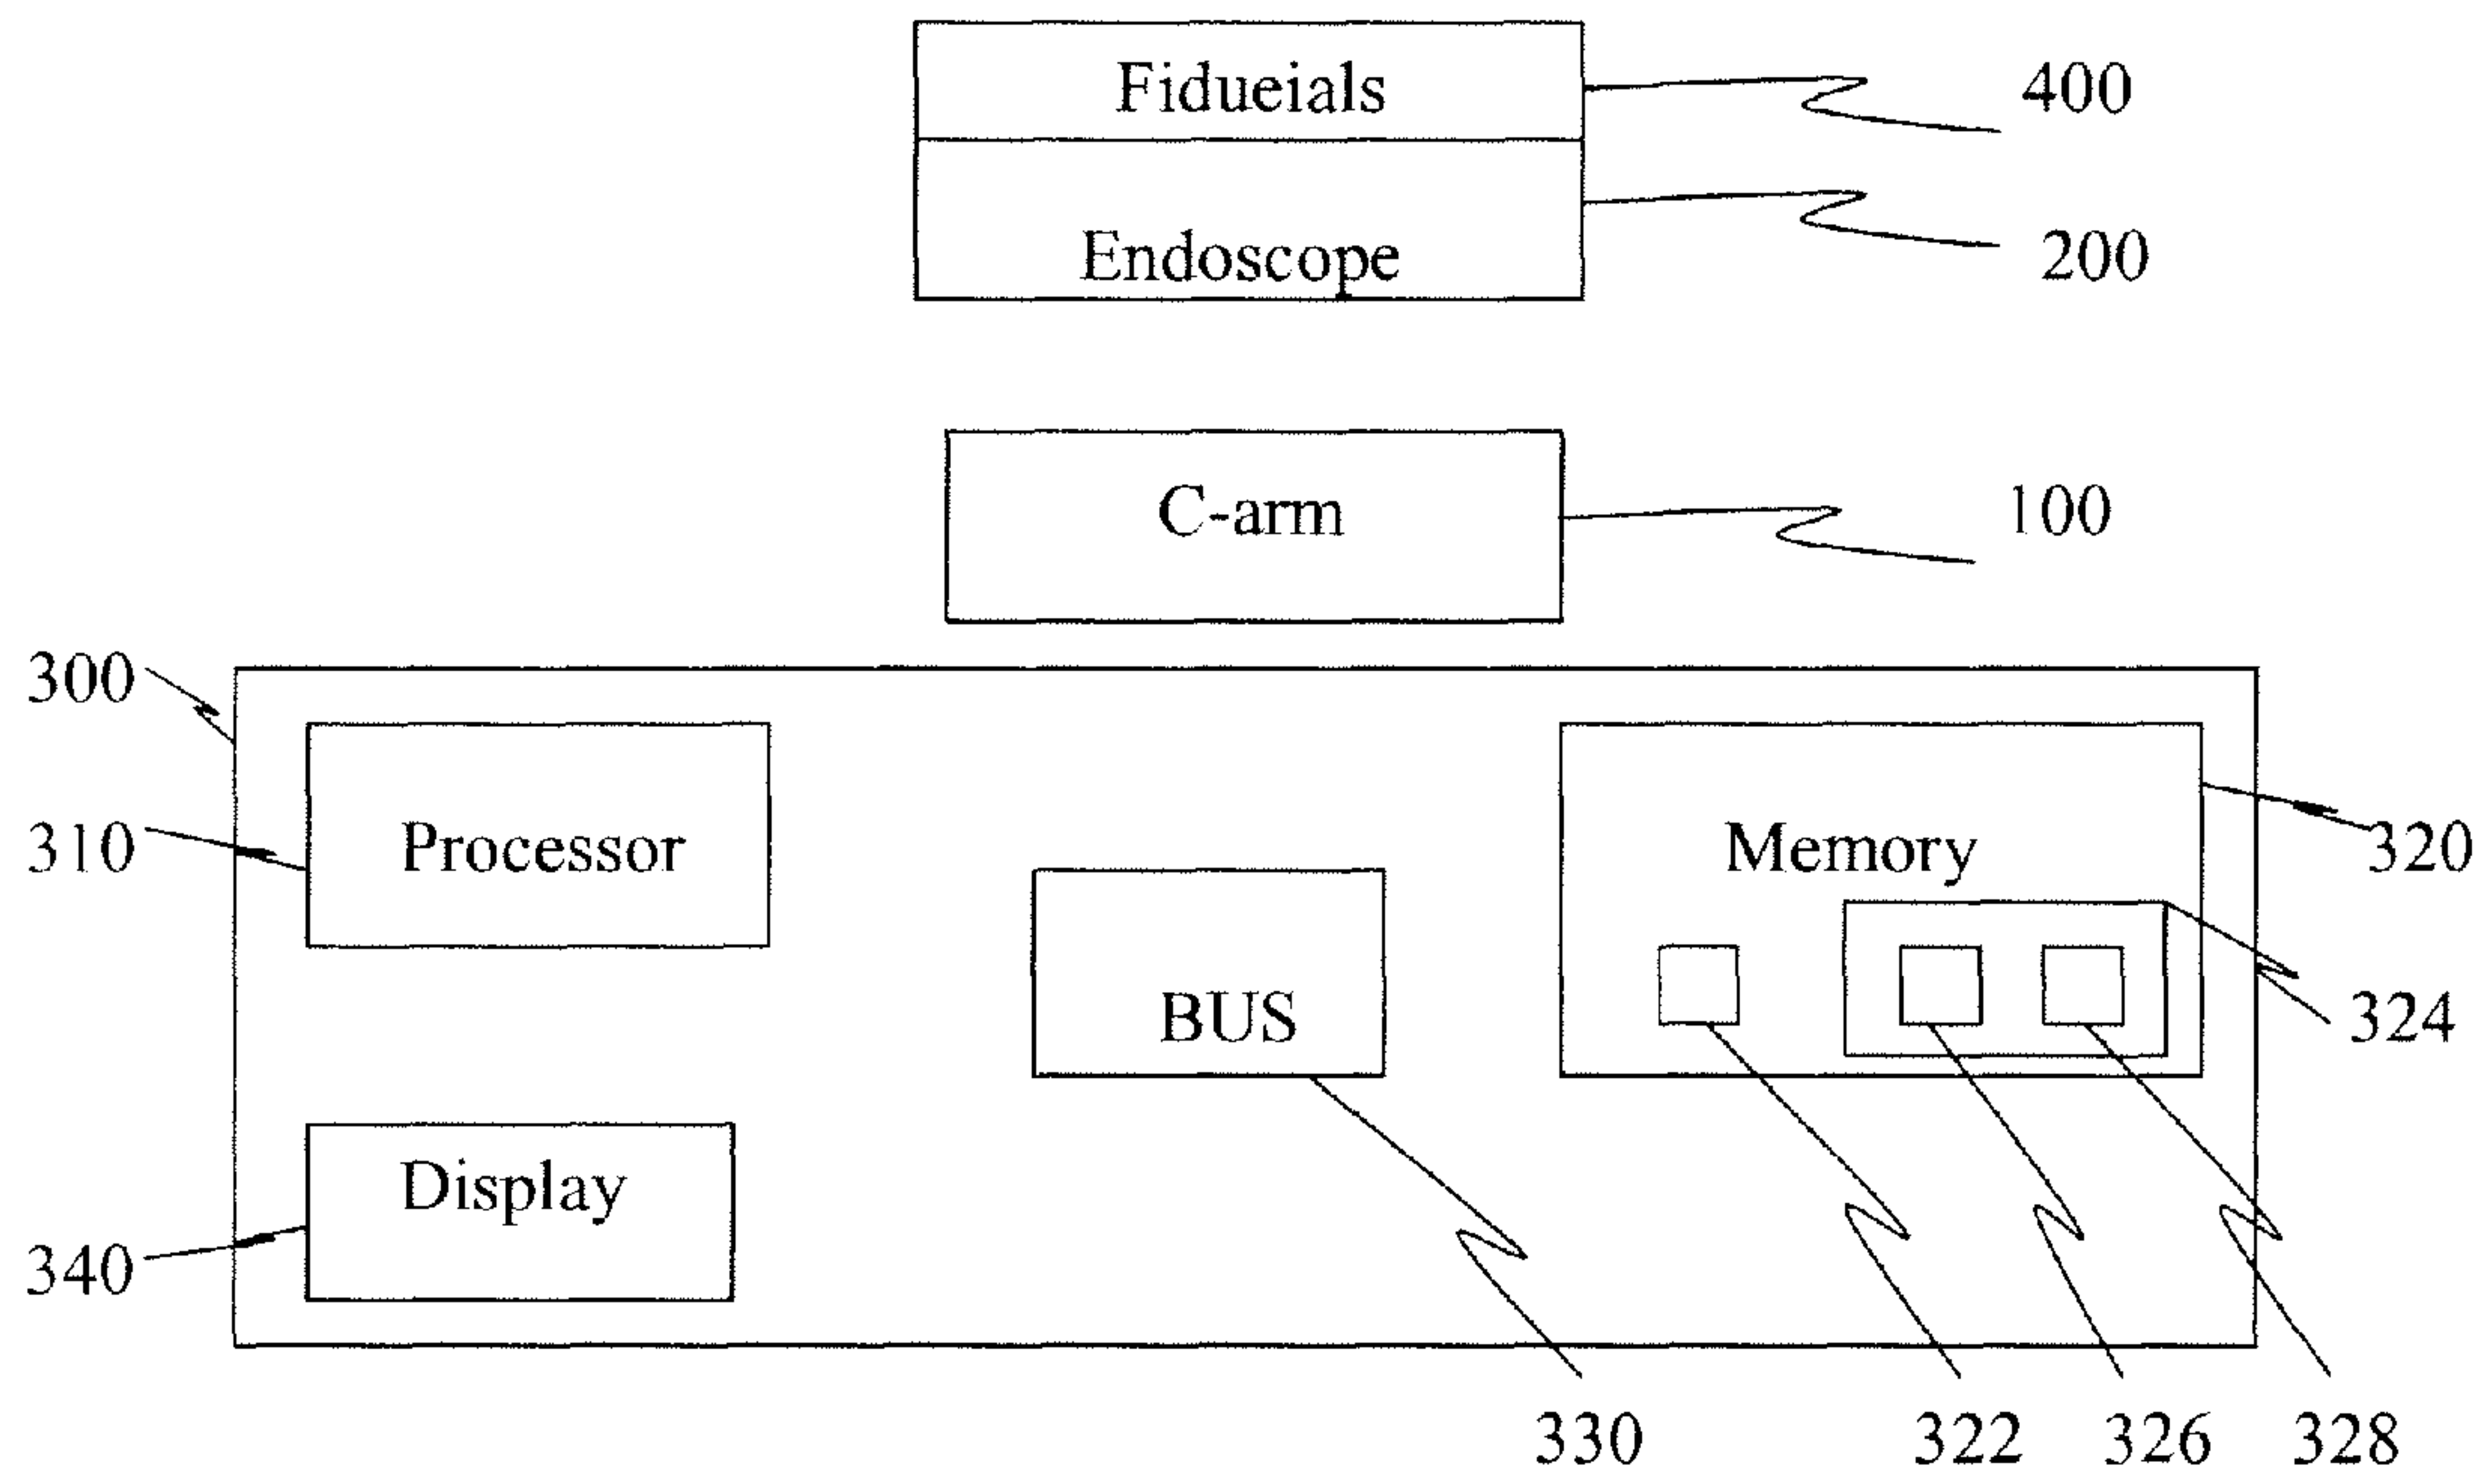 Fidueials 400
Endoscope 200
C-arm 100
300
310 Processor Memory 320
BUS 324
Display
340
330 322 326 328